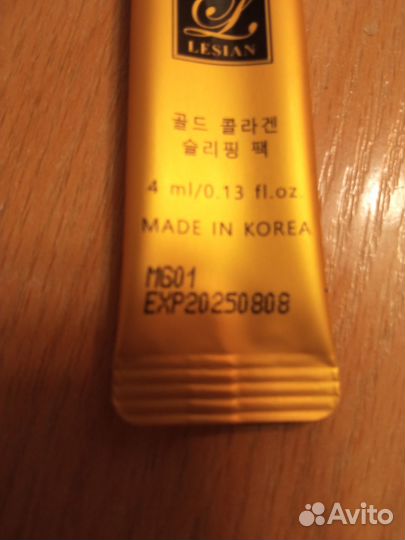 L
LESIAN
골드 콜라겐
슬리핑 팩
4 ml/0.13 fl.oz.
MADE IN KOREA
M601
EXP20250808
Avito